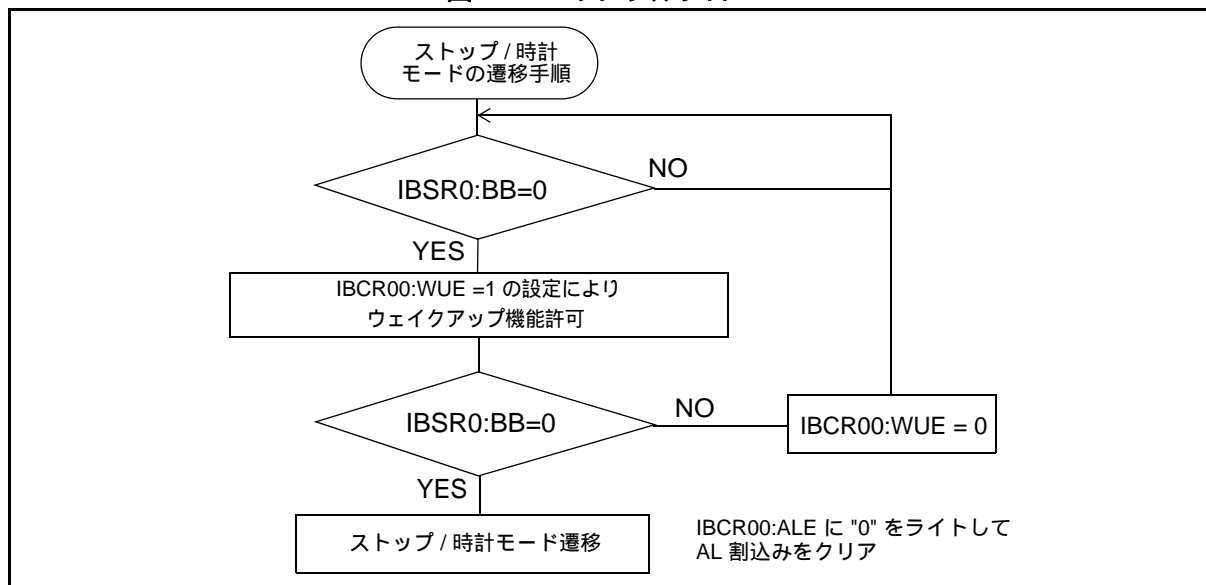 ストップ / 時計
モードの遷移手順
IBSR0:BB=0
NO
YES
IBCR00:WUE =1 の設定により
ウェイクアップ機能許可
IBSR0:BB=0
NO
IBCR00:WUE = 0
YES
ストップ / 時計モード遷移
IBCR00:ALE に "0" をライトして
AL 割込みをクリア